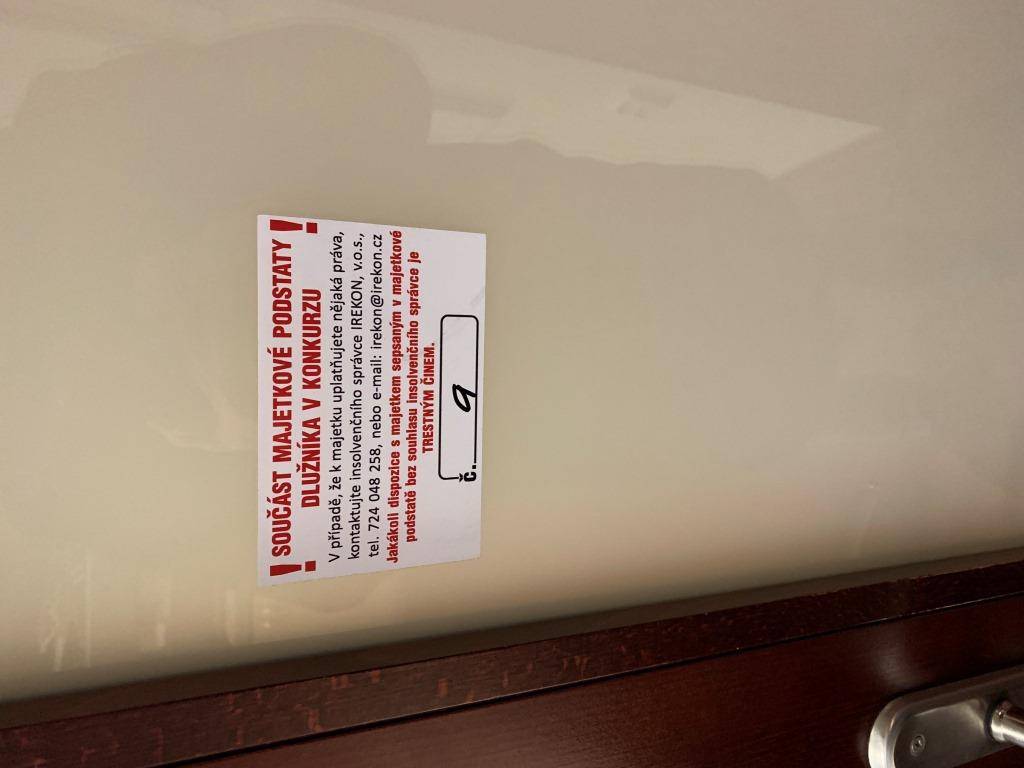 ! SOUČÁST MAJETKOVÉ PODSTATY !
DLUŽNÍKA V KONKURZU
V případě, že k majetku uplatňujete nějaká práva,
kontaktujte insolvenčního správce IREKON, v.o.s.,
tel. 724 048 258, nebo e-mail: irekon@irekon.cz
Jakákoli dispozice s majetkem sepsaným v majetkové
podstatě bez souhlasu insolvenčního správce je
TRESTNÝM ČINEM.
Č. 9